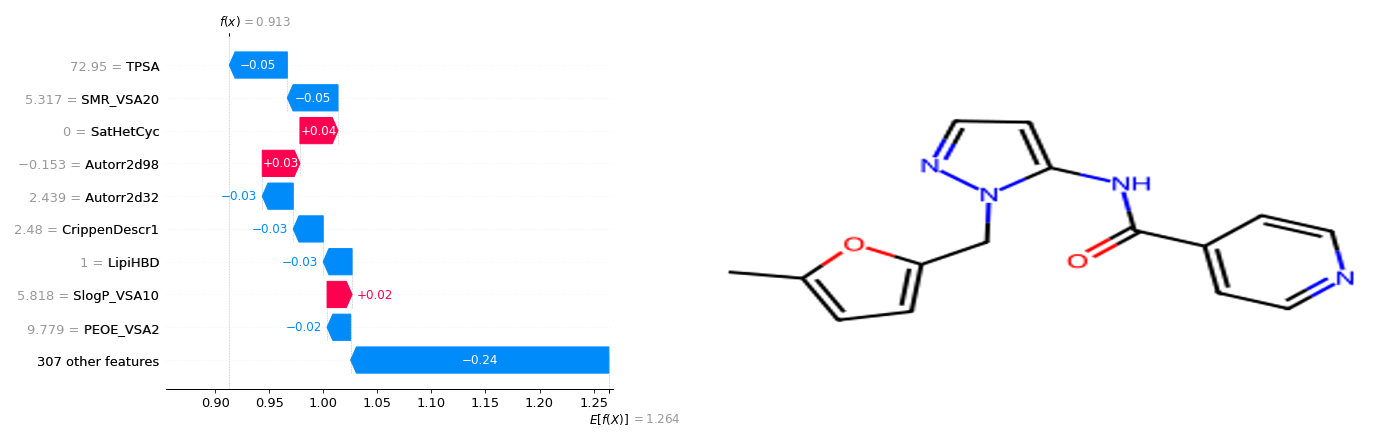 f(x) = 0.913
72.95 = TPSA
−0.05
5.317 = SMR_VSA20
−0.05
0 = SatHetCyc
+0.04
−0.153 = Autorr2d98
+0.03
2.439 = Autorr2d32
−0.03
2.48 = CrippenDescr1
−0.03
1 = LipiHBD
−0.03
5.818 = SlogP_VSA10
+0.02
9.779 = PEOE_VSA2
−0.02
307 other features
−0.24
0.90 0.95 1.00 1.05 1.10 1.15 1.20 1.25
E[f(X)] = 1.264
N
N
NH
O
O
N